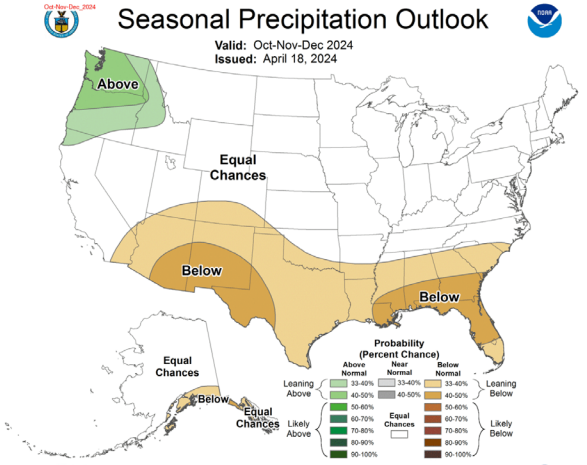 Oct-Nov-Dec_2024
Seasonal Precipitation Outlook
NOAA
Valid: Oct-Nov-Dec 2024
Issued: April 18, 2024
Above
Equal
Chances
Below
Below
Equal
Chances
Below
Equal
Chances
Probability
(Percent Chance)
Above Normal
Near Normal
Below Normal
Leaning Above
33-40%
33-40%
33-40%
Leaning Below
40-50%
40-50%
40-50%
Likely Above
50-60%
Equal Chances
50-60%
Likely Below
60-70%
60-70%
70-80%
70-80%
80-90%
80-90%
90-100%
90-100%